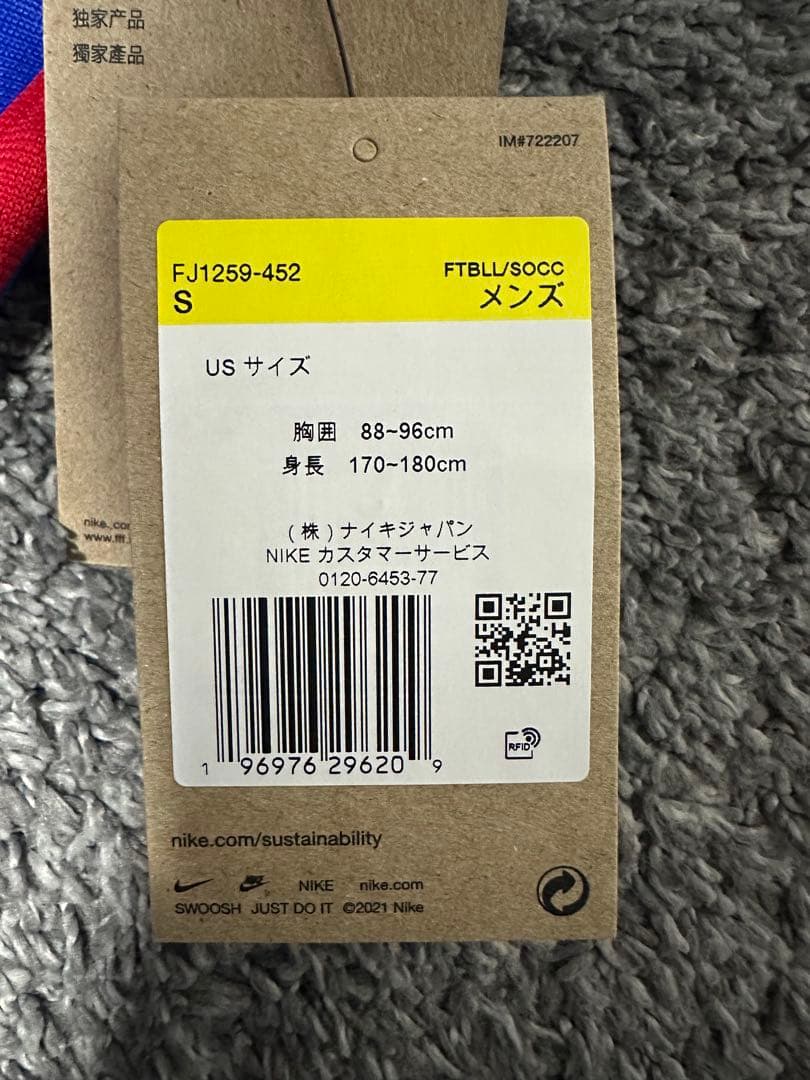 独家产品
獨家產品
IM#722207
FJ1259-452
FTBLL/SOCC
S
メンズ
US サイズ
胸囲 88~96cm
身長 170~180cm
(株)ナイキジャパン
NIKE カスタマーサービス
0120-6453-77
RFID
1 96976 29620 9
nike.com/sustainability
NIKE nike.com
SWOOSH JUST DO IT ©2021 Nike